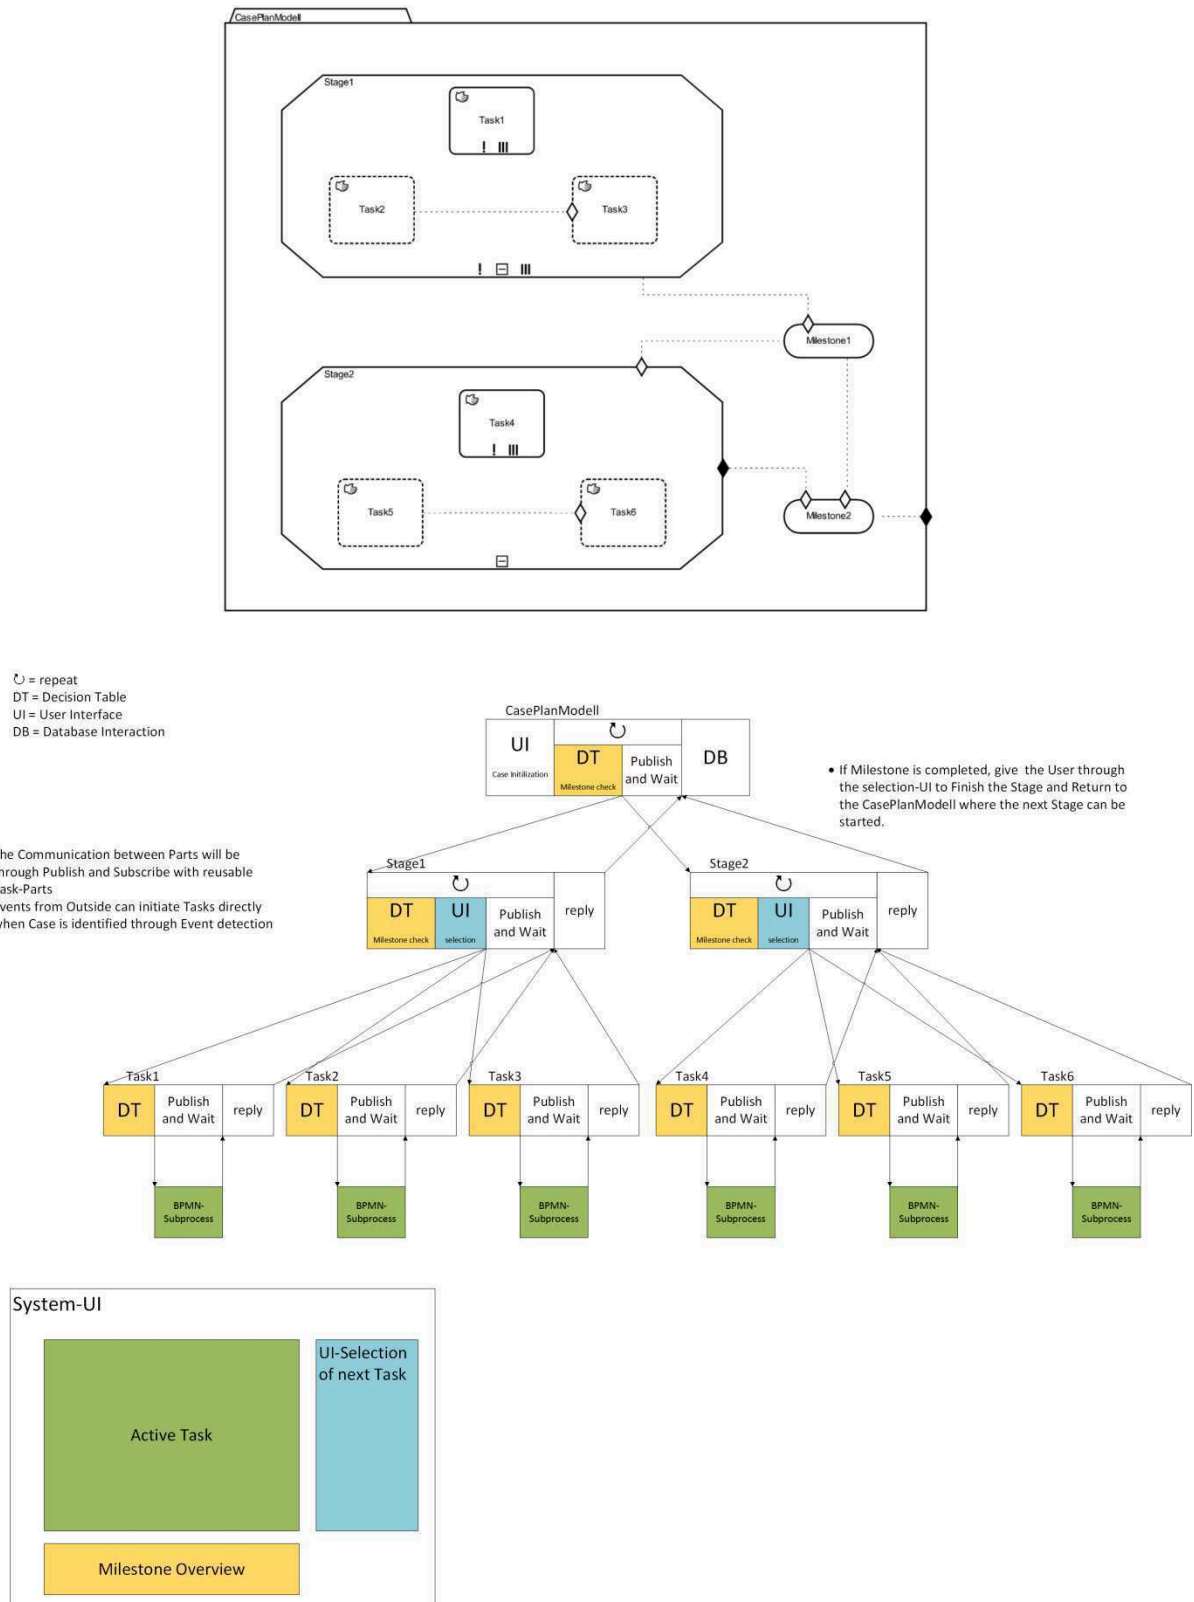 CasePlanModell
Stage1
Task1
Task2
Task3
Milestone1
Stage2
Task4
Task5
Task6
Milestone2
= repeat
DT = Decision Table
UI = User Interface
DB = Database Interaction
CasePlanModell
UI
Case Initilization
DT
Milestone check
Publish
and Wait
DB
• If Milestone is completed, give the User through
the selection-UI to Finish the Stage and Return to
the CasePlanModell where the next Stage can be
started.
he Communication between Parts will be
hrough Publish and Subscribe with reusable
ask-Parts
vents from Outside can initiate Tasks directly
when Case is identified through Event detection
Stage1
DT
Milestone check
UI
selection
Publish
and Wait
reply
Stage2
DT
Milestone check
UI
selection
Publish
and Wait
reply
Task1
DT
Publish
and Wait
reply
BPMN-
Subprocess
Task2
DT
Publish
and Wait
reply
BPMN-
Subprocess
Task3
DT
Publish
and Wait
reply
BPMN-
Subprocess
Task4
DT
Publish
and Wait
reply
BPMN-
Subprocess
Task5
DT
Publish
and Wait
reply
BPMN-
Subprocess
Task6
DT
Publish
and Wait
reply
BPMN-
Subprocess
System-UI
Active Task
UI-Selection
of next Task
Milestone Overview